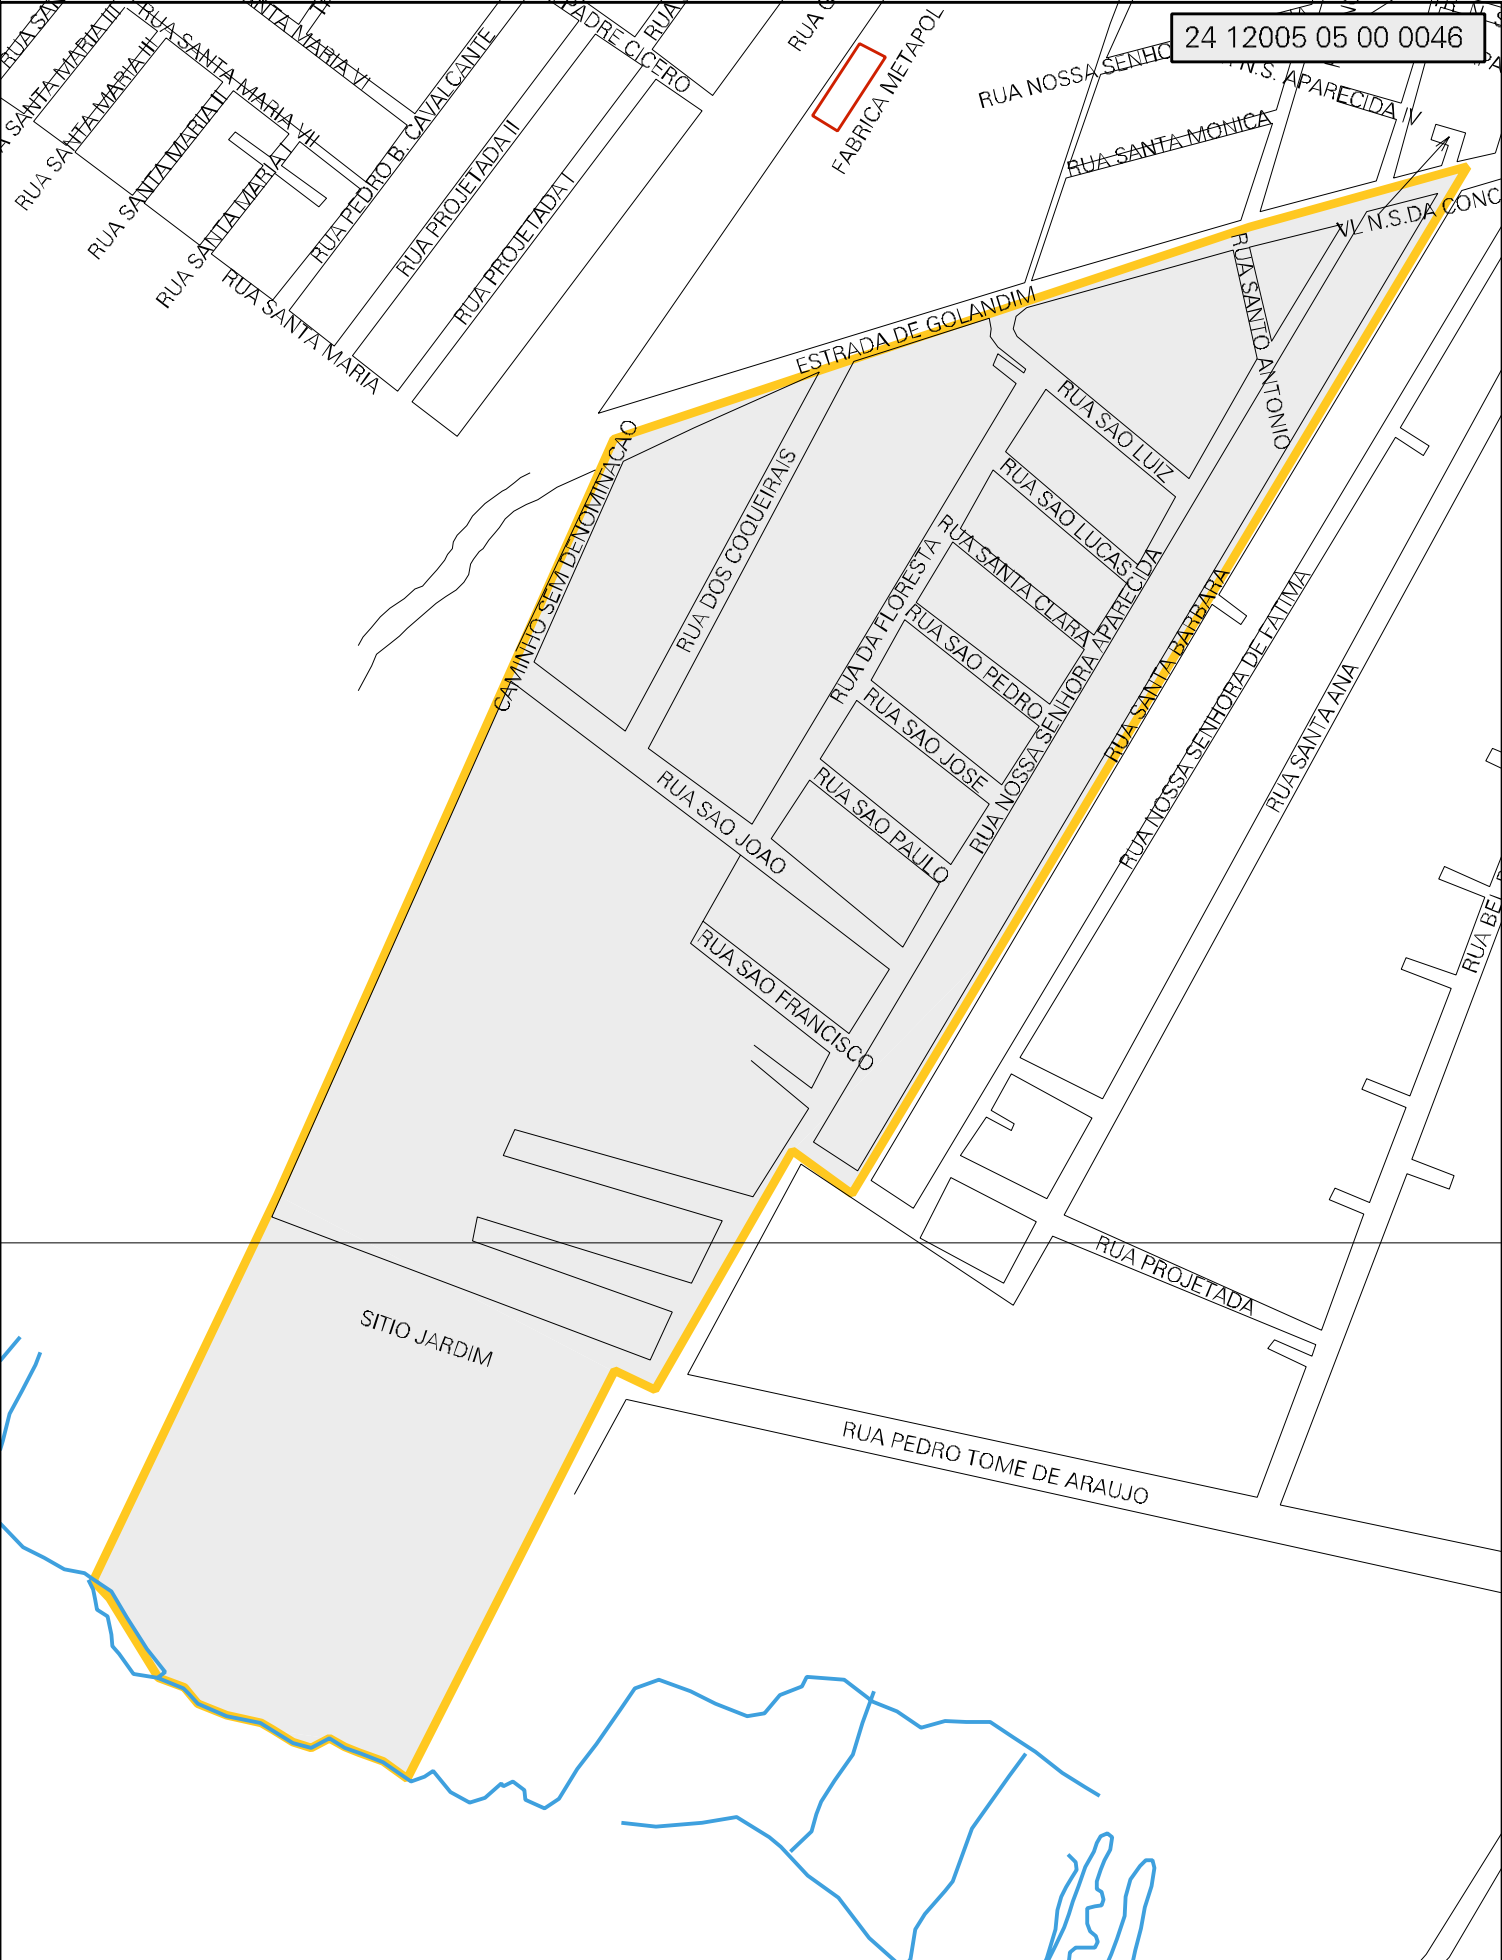 24 12005 05 00 0046
RUA SANTA MARIA III
RUA SANTA MARIA II
RUA SANTA MARIA I
RUA SANTA MARIA VII
RUA PEDRO B. CAVALCANTE
RUA PROJETADA II
RUA PROJETADA I
RUA SANTA MARIA
FABRICA METAPOL
RUA NOSSA SENHO
N.S. APARECIDA IV
RUA SANTA MONICA
VL N.S.DA CONC
RUA SANTO ANTONIO
ESTRADA DE GOLANDIM
CAMINHO SEM DENOMINACAO
RUA DOS COQUEIRAIS
RUA DA FLORESTA
RUA SAO LUIZ
RUA SAO LUCAS
RUA SANTA CLARA
RUA SAO PEDRO
RUA SAO JOSE
RUA SAO PAULO
RUA NOSSA SENHORA APARECIDA
RUA SANTA BARBARA
RUA NOSSA SENHORA DE FATIMA
RUA SANTA ANA
RUA SAO JOAO
RUA SAO FRANCISCO
RUA BEL
RUA PROJETADA
SITIO JARDIM
RUA PEDRO TOME DE ARAUJO